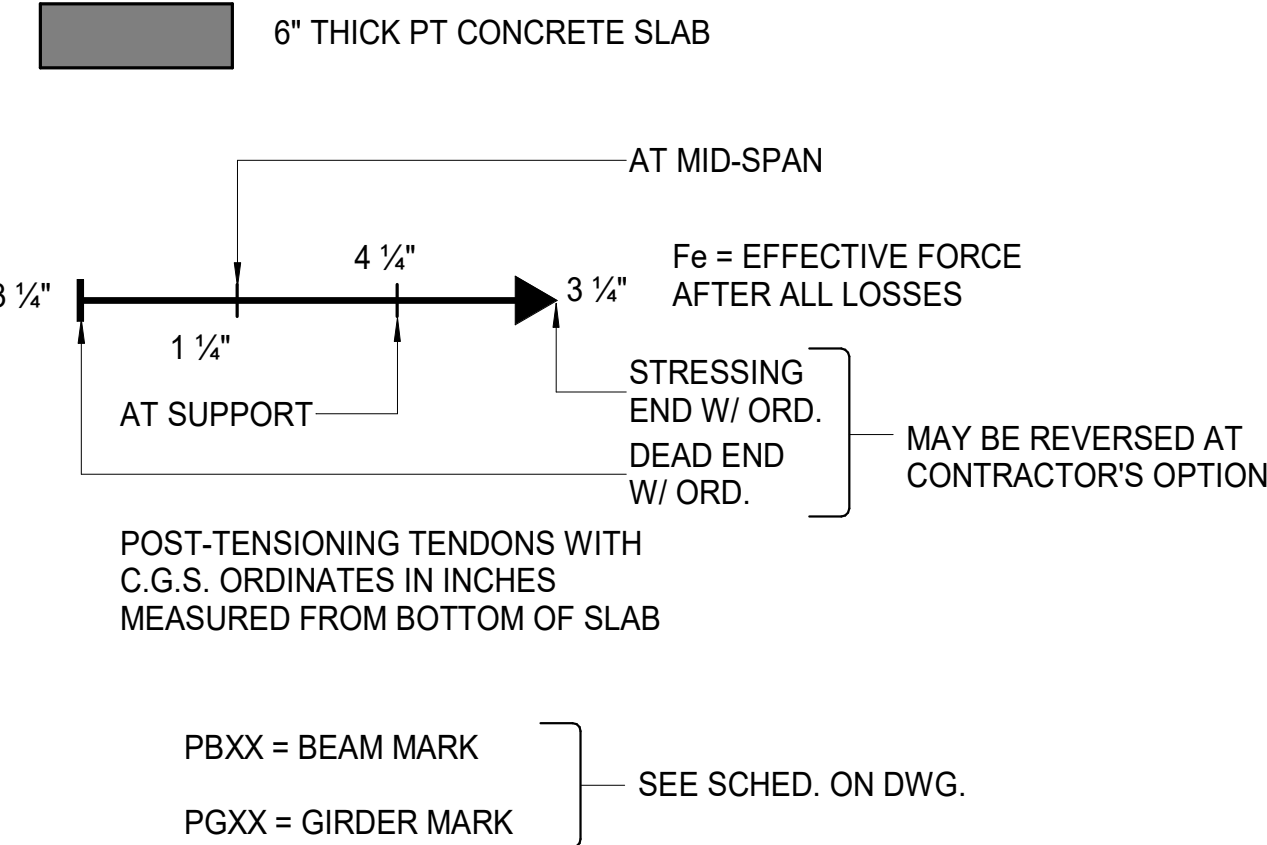 6" THICK PT CONCRETE SLAB
AT MID-SPAN
4 ¼"
Fe = EFFECTIVE FORCE
AFTER ALL LOSSES
3 ¼"
3 ¼"
1 ¼"
AT SUPPORT
STRESSING
END W/ ORD.
DEAD END
W/ ORD.
MAY BE REVERSED AT
CONTRACTOR'S OPTION
POST-TENSIONING TENDONS WITH
C.G.S. ORDINATES IN INCHES
MEASURED FROM BOTTOM OF SLAB
PBXX = BEAM MARK
PGXX = GIRDER MARK
SEE SCHED. ON DWG.